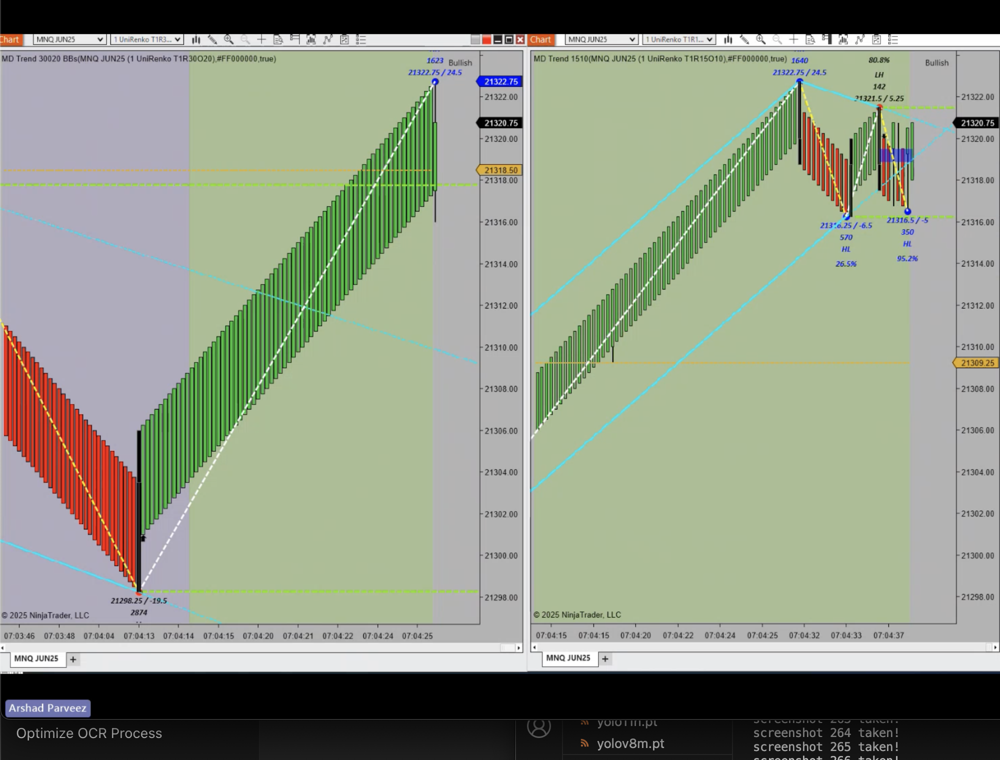 Chart
MNQ JUN25
1 UniRenko T1R3...
Chart
MNQ JUN25
1 UniRenko T1R1...
MD Trend 30020 BBs(MNQ JUN25 (1 UniRenko T1R30O20),#FF000000,true)
1623
Bullish
21322.75 / 24.5
21322.75
21322.00
21320.75
21320.00
21318.50
21318.00
21316.00
21314.00
21312.00
21310.00
21308.00
21306.00
21304.00
21302.00
21300.00
21298.00
21298.25 / -19.5
2874
© 2025 NinjaTrader, LLC
07:03:46
07:03:48
07:04:04
07:04:13
07:04:14
07:04:15
07:04:20
07:04:21
07:04:22
07:04:24
07:04:25
MNQ JUN25
+
MD Trend 1510(MNQ JUN25 (1 UniRenko T1R15O10),#FF000000,true)
1640
21322.75 / 24.5
80.8%
LH
142
21321.5 / 5.25
Bullish
21322.00
21320.75
21320.00
21318.00
21316.00
21314.00
21312.00
21310.00
21309.25
21308.00
21306.00
21304.00
21302.00
21300.00
21298.00
21316.25 / -6.5
570
HL
26.5%
21316.5 / -5
350
HL
95.2%
© 2025 NinjaTrader, LLC
07:04:15
07:04:15
07:04:20
07:04:22
07:04:24
07:04:25
07:04:32
07:04:33
07:04:37
MNQ JUN25
+
Arshad Parveez
Optimize OCR Process
yolo11n.pt
yolov8m.pt
screenshot 263 taken!
screenshot 264 taken!
screenshot 265 taken!
screenshot 266 taken!